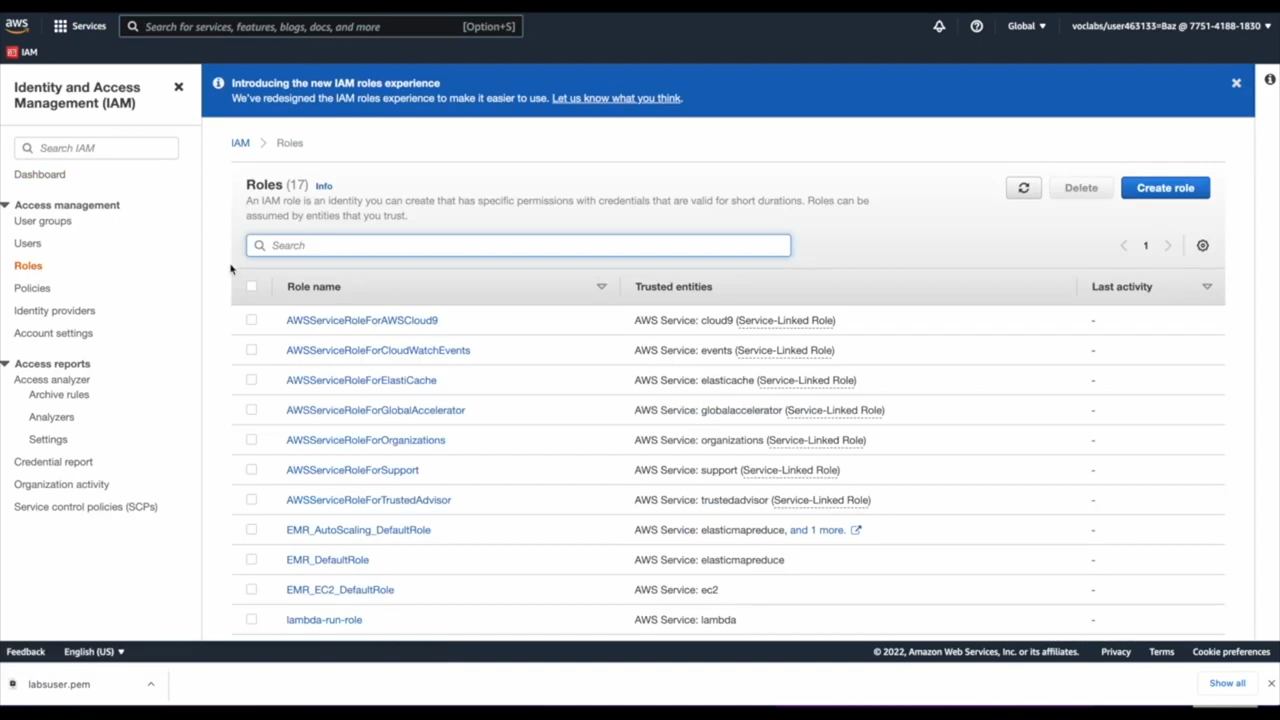 aws
Services
Search for services, features, blogs, docs, and more
[Option+S]
Global ▼
voclabs/user463133=Baz @ 7751-4188-1830 ▼
IAM
Identity and Access
Management (IAM)
Search IAM
Dashboard
Access management
User groups
Users
Roles
Policies
Identity providers
Account settings
Access reports
Access analyzer
Archive rules
Analyzers
Settings
Credential report
Organization activity
Service control policies (SCPs)
Introducing the new IAM roles experience
We've redesigned the IAM roles experience to make it easier to use. Let us know what you think.
IAM > Roles
Roles (17) Info
An IAM role is an identity you can create that has specific permissions with credentials that are valid for short durations. Roles can be
assumed by entities that you trust.
Delete
Create role
Search
1
Role name Trusted entities Last activity
AWSServiceRoleForAWSCloud9 AWS Service: cloud9 (Service-Linked Role) -
AWSServiceRoleForCloudWatchEvents AWS Service: events (Service-Linked Role) -
AWSServiceRoleForElastiCache AWS Service: elasticache (Service-Linked Role) -
AWSServiceRoleForGlobalAccelerator AWS Service: globalaccelerator (Service-Linked Role) -
AWSServiceRoleForOrganizations AWS Service: organizations (Service-Linked Role) -
AWSServiceRoleForSupport AWS Service: support (Service-Linked Role) -
AWSServiceRoleForTrustedAdvisor AWS Service: trustedadvisor (Service-Linked Role) -
EMR_AutoScaling_DefaultRole AWS Service: elasticmapreduce, and 1 more. -
EMR_DefaultRole AWS Service: elasticmapreduce -
EMR_EC2_DefaultRole AWS Service: ec2 -
lambda-run-role AWS Service: lambda -
Feedback English (US) ▼
© 2022, Amazon Web Services, Inc. or its affiliates. Privacy Terms Cookie preferences
labsuser.pem
Show all